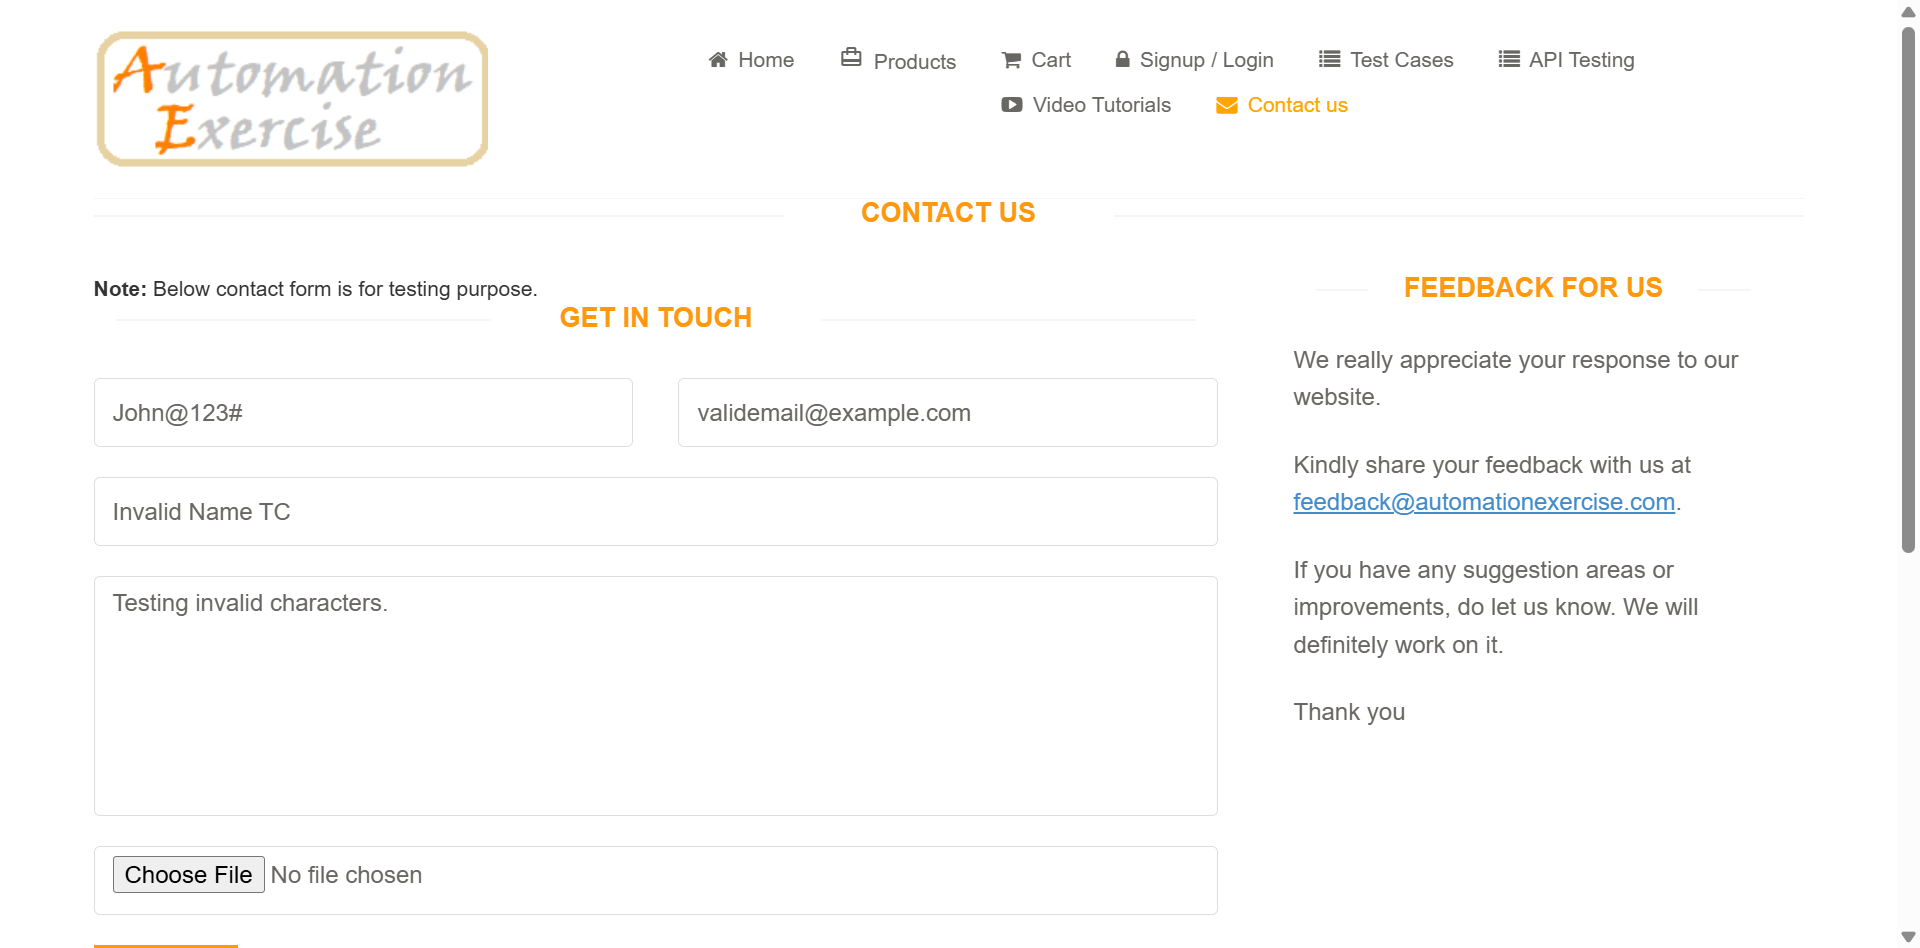 Automation
Exercise
Home
Products
Cart
Signup / Login
Test Cases
API Testing
Video Tutorials
Contact us
CONTACT US
Note: Below contact form is for testing purpose.
GET IN TOUCH
John@123#
validemail@example.com
Invalid Name TC
Testing invalid characters.
Choose File No file chosen
FEEDBACK FOR US
We really appreciate your response to our
website.
Kindly share your feedback with us at
feedback@automationexercise.com.
If you have any suggestion areas or
improvements, do let us know. We will
definitely work on it.
Thank you